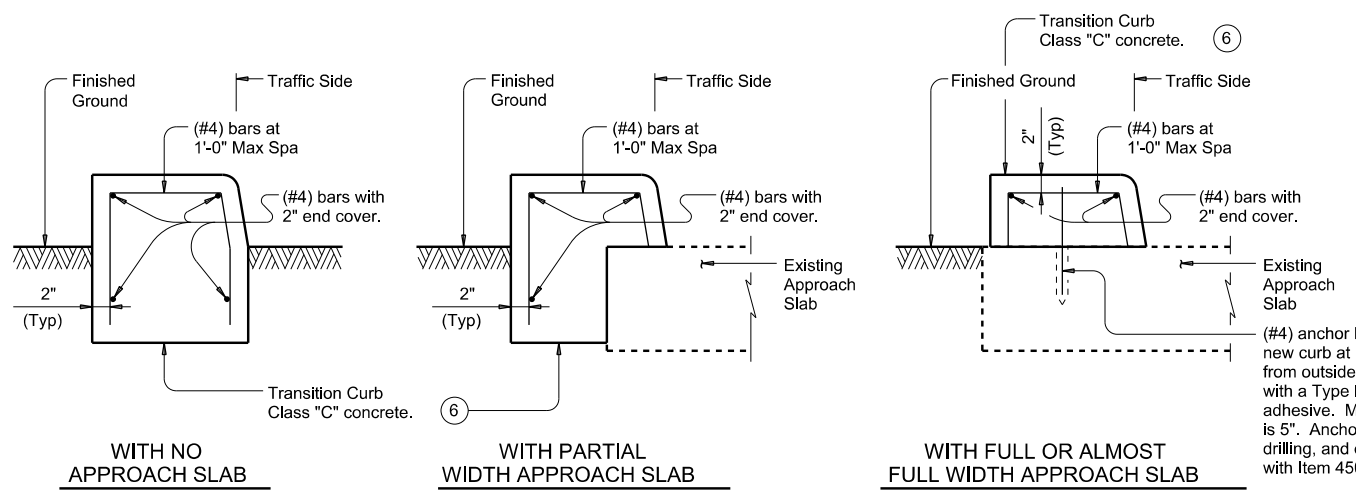 Finished
Ground
Traffic Side
(#4) bars at
1'-0" Max Spa
(#4) bars with
2" end cover.
2"
(Typ)
Transition Curb
Class "C" concrete.
6
WITH NO
APPROACH SLAB
Finished
Ground
Traffic Side
(#4) bars at
1'-0" Max Spa
(#4) bars with
2" end cover.
2"
(Typ)
Existing
Approach
Slab
WITH PARTIAL
WIDTH APPROACH SLAB
Transition Curb
Class "C" concrete.
6
Finished Ground
Traffic Side
2"
(Typ)
(#4) bars at
1'-0" Max Spa
(#4) bars with
2" end cover.
Existing
Approach
Slab
(#4) anchor
new curb at
from outside
with a Type
adhesive.
is 5". Ancho
drilling, and
with Item 45
WITH FULL OR ALMOST
FULL WIDTH APPROACH SLAB